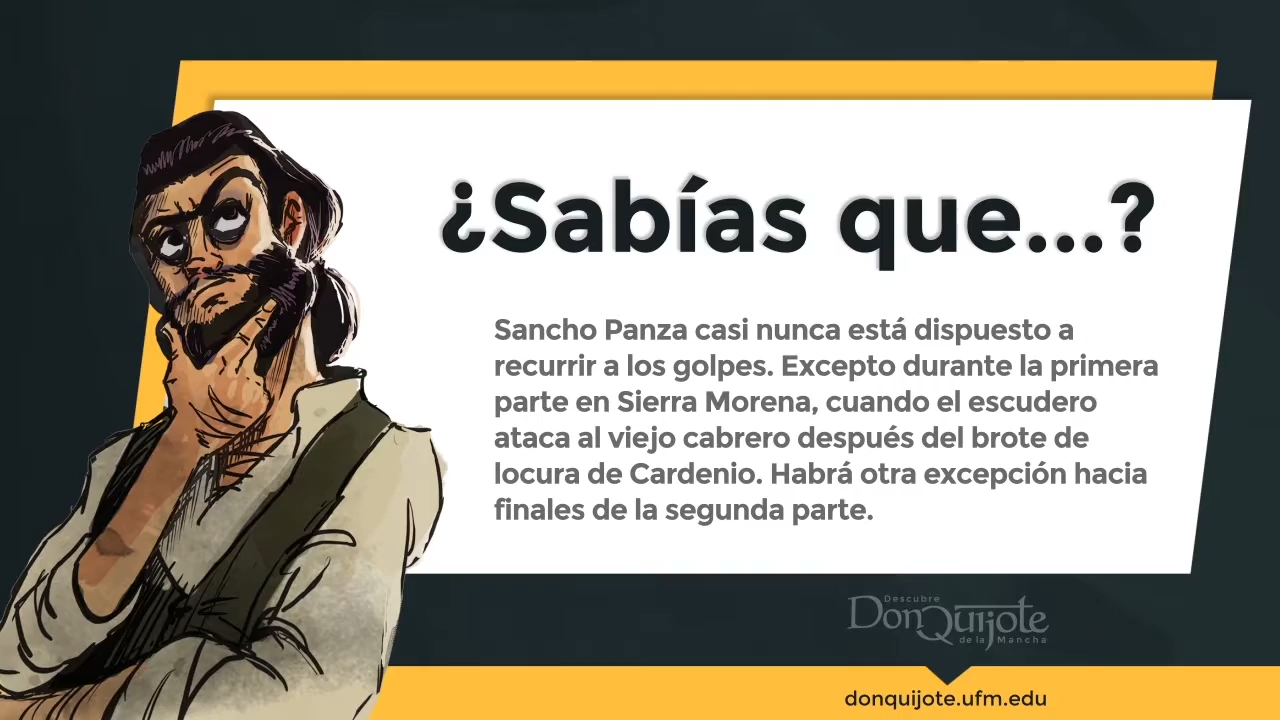 ¿Sabías que...?
Sancho Panza casi nunca está dispuesto a
recurrir a los golpes. Excepto durante la primera
parte en Sierra Morena, cuando el escudero
ataca al viejo cabrero después del brote de
locura de Cardenio. Habrá otra excepción hacia
finales de la segunda parte.
Descubre
DonQuijote
de la Mancha
donquijote.ufm.edu